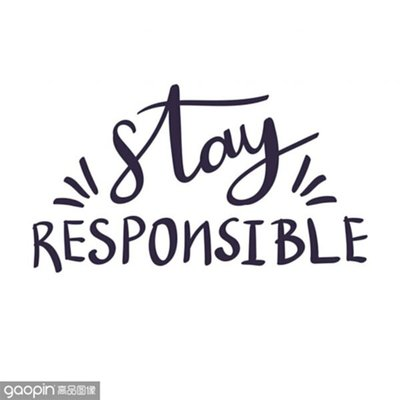 Stay
RESPONSIBLE
gaopin 高品图像